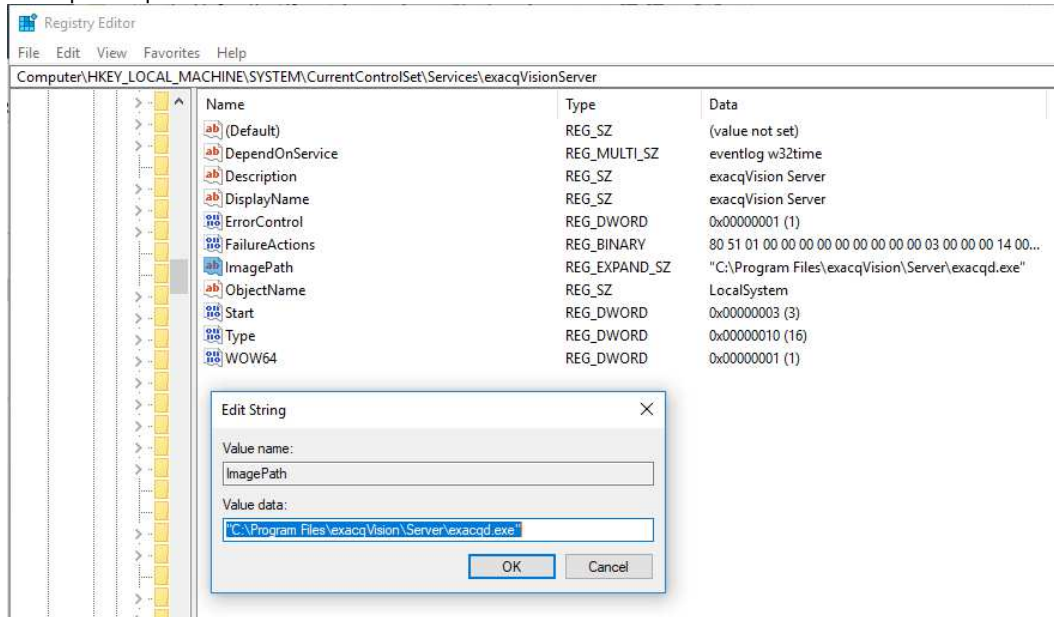 Registry Editor
File Edit View Favorites Help
Computer\HKEY_LOCAL_MACHINE\SYSTEM\CurrentControlSet\Services\exacqVisionServer
Name Type Data
(Default) REG_SZ (value not set)
DependOnService REG_MULTI_SZ eventlog w32time
Description REG_SZ exacqVision Server
DisplayName REG_SZ exacqVision Server
ErrorControl REG_DWORD 0x00000001 (1)
FailureActions REG_BINARY 80 51 01 00 00 00 00 00 00 00 00 00 03 00 00 00 14 00...
ImagePath REG_EXPAND_SZ "C:\Program Files\exacqVision\Server\exacqd.exe"
ObjectName REG_SZ LocalSystem
Start REG_DWORD 0x00000003 (3)
Type REG_DWORD 0x00000010 (16)
WOW64 REG_DWORD 0x00000001 (1)
Edit String
Value name:
ImagePath
Value data:
"C:\Program Files\exacqVision\Server\exacqd.exe"
OK Cancel